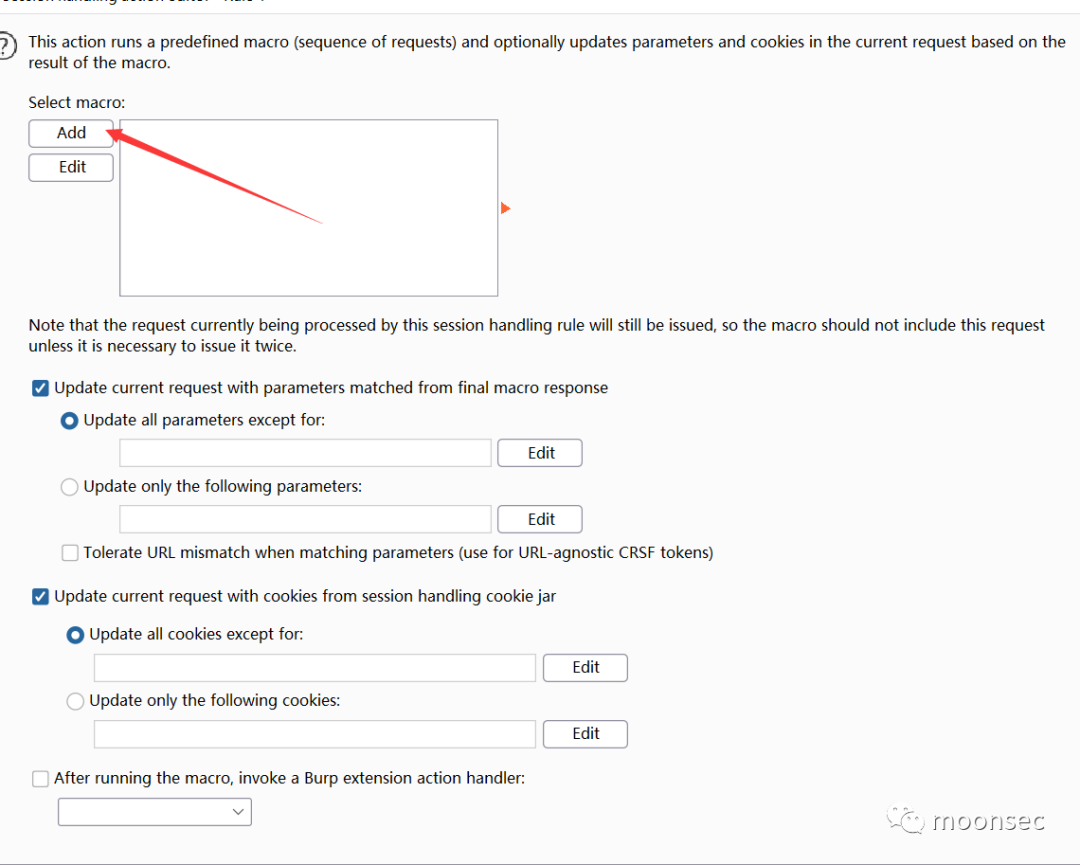 This action runs a predefined macro (sequence of requests) and optionally updates parameters and cookies in the current request based on the
result of the macro.
Select macro:
Add
Edit
Note that the request currently being processed by this session handling rule will still be issued, so the macro should not include this request
unless it is necessary to issue it twice.
Update current request with parameters matched from final macro response
Update all parameters except for:
Edit
Update only the following parameters:
Edit
Tolerate URL mismatch when matching parameters (use for URL-agnostic CRSF tokens)
Update current request with cookies from session handling cookie jar
Update all cookies except for:
Edit
Update only the following cookies:
Edit
After running the macro, invoke a Burp extension action handler:
moonsec